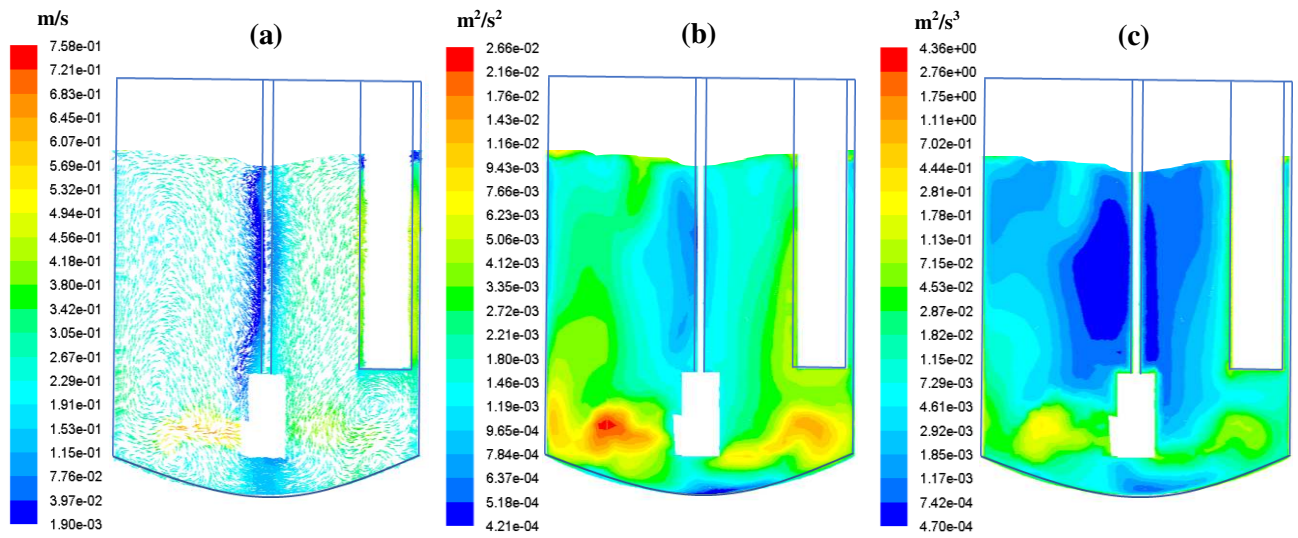 m/s
(a)
7.58e-01
7.21e-01
6.83e-01
6.45e-01
6.07e-01
5.69e-01
5.32e-01
4.94e-01
4.56e-01
4.18e-01
3.80e-01
3.42e-01
3.05e-01
2.67e-01
2.29e-01
1.91e-01
1.53e-01
1.15e-01
7.76e-02
3.97e-02
1.90e-03
m²/s²
(b)
2.66e-02
2.16e-02
1.76e-02
1.43e-02
1.16e-02
9.43e-03
7.66e-03
6.23e-03
5.06e-03
3.35e-03
2.72e-03
2.21e-03
1.80e-03
1.46e-03
1.19e-03
9.65e-04
7.84e-04
6.37e-04
5.18e-04
4.21e-04
m²/s³
(c)
4.36e+00
2.76e+00
1.75e+00
1.11e+00
7.02e-01
4.44e-01
2.81e-01
1.78e-01
1.13e-01
7.15e-02
4.53e-02
2.87e-02
1.82e-02
1.15e-02
7.29e-03
4.61e-03
2.92e-03
1.85e-03
1.17e-03
7.42e-04
4.70e-04